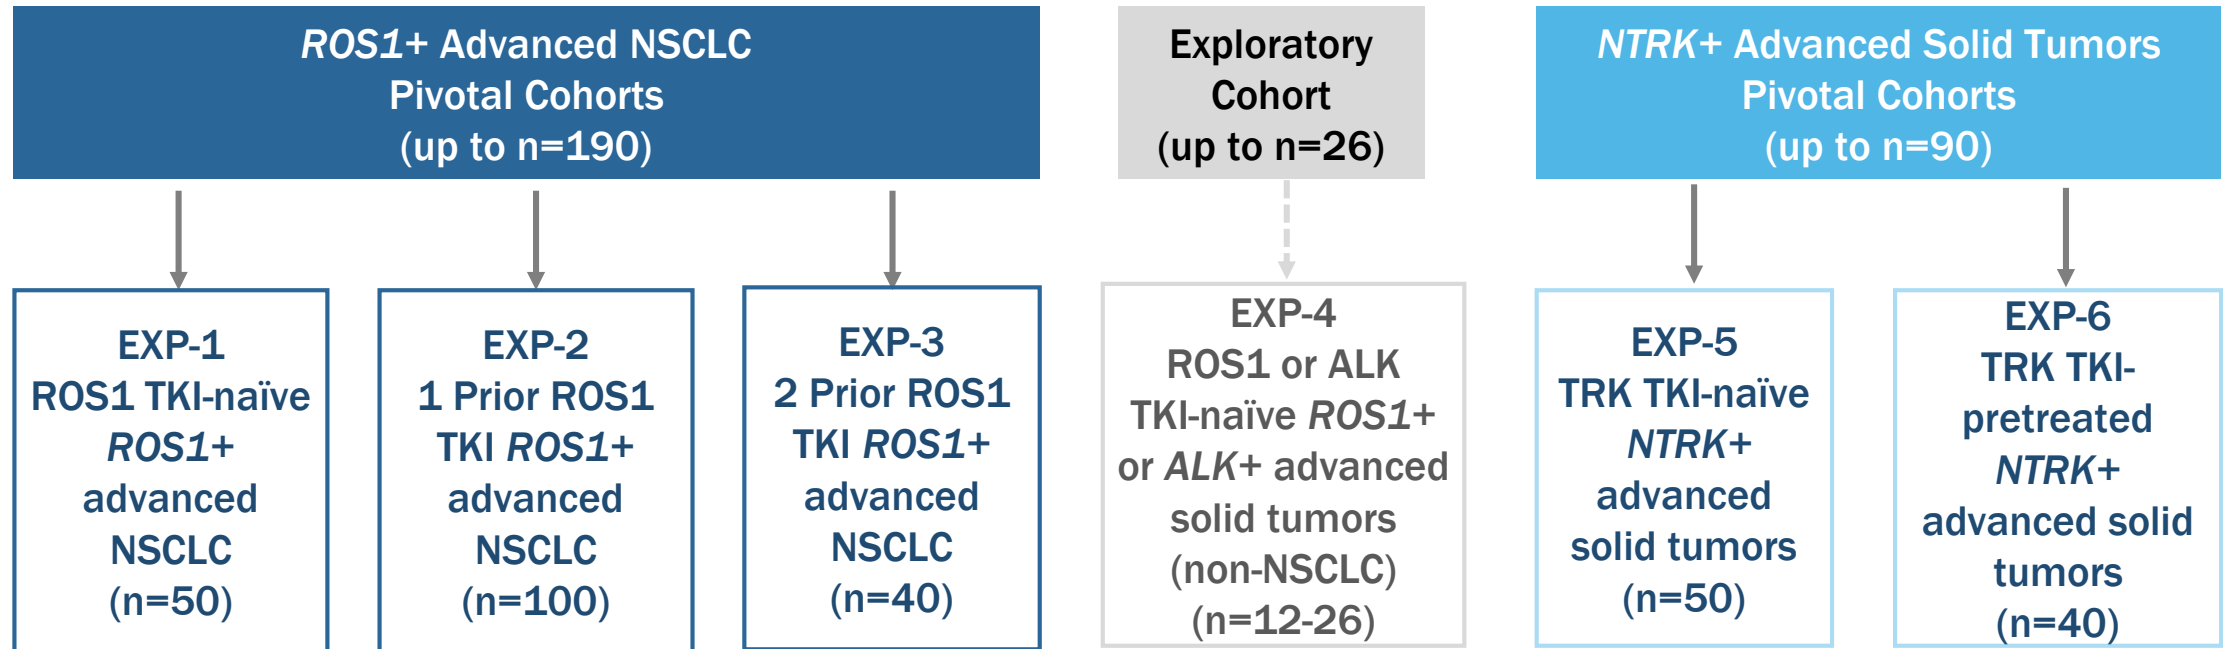 ROS1+ Advanced NSCLC
Pivotal Cohorts
(up to n=190)
Exploratory
Cohort
(up to n=26)
NTRK+ Advanced Solid Tumors
Pivotal Cohorts
(up to n=90)
EXP-1
ROS1 TKI-naïve
ROS1+
advanced
NSCLC
(n=50)
EXP-2
1 Prior ROS1
TKI ROS1+
advanced
NSCLC
(n=100)
EXP-3
2 Prior ROS1
TKI ROS1+
advanced
NSCLC
(n=40)
EXP-4
ROS1 or ALK
TKI-naïve ROS1+
or ALK+ advanced
solid tumors
(non-NSCLC)
(n=12-26)
EXP-5
TRK TKI-naïve
NTRK+
advanced
solid tumors
(n=50)
EXP-6
TRK TKI-
pretreated
NTRK+
advanced solid
tumors
(n=40)